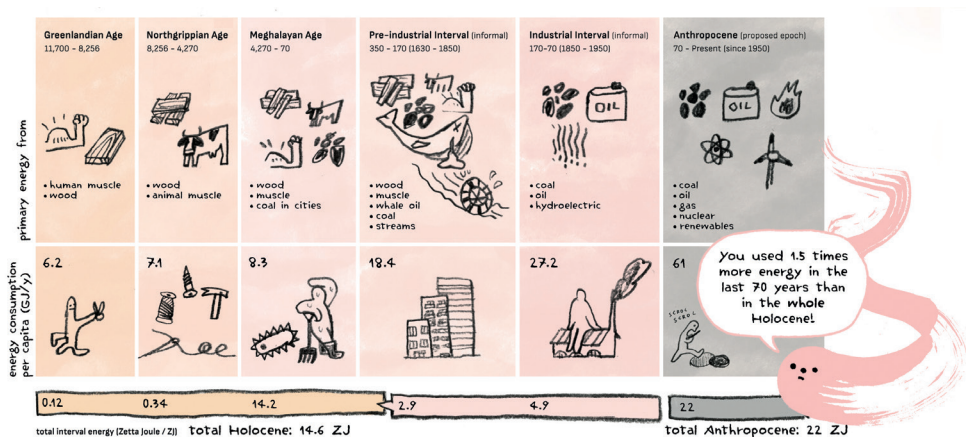 Greenlandian Age
11,700 – 8,256
Northgrippian Age
8,256 – 4,270
Meghalayan Age
4,270 – 70
Pre-industrial Interval (informal)
350 – 170 (1630 – 1850)
Industrial Interval (informal)
170-70 (1850 – 1950)
Anthropocene (proposed epoch)
70 - Present (since 1950)
primary energy from
OIL
OIL
• human muscle
• wood
• wood
• animal muscle
• wood
• muscle
• coal in cities
• wood
• muscle
• whale oil
• coal
• streams
• coal
• oil
• hydroelectric
• coal
• oil
• gas
• nuclear
• renewables
energy consumption
per capita (GJ/y)
6.2
7.1
8.3
18.4
27.2
61
SCROL
SCROL
You used 1.5 times
more energy in the
last 70 years than
in the whole
Holocene!
0.12
0.34
14.2
2.9
4.9
22
total interval energy (Zetta Joule / ZJ)
total Holocene: 14.6 ZJ
total Anthropocene: 22 ZJ